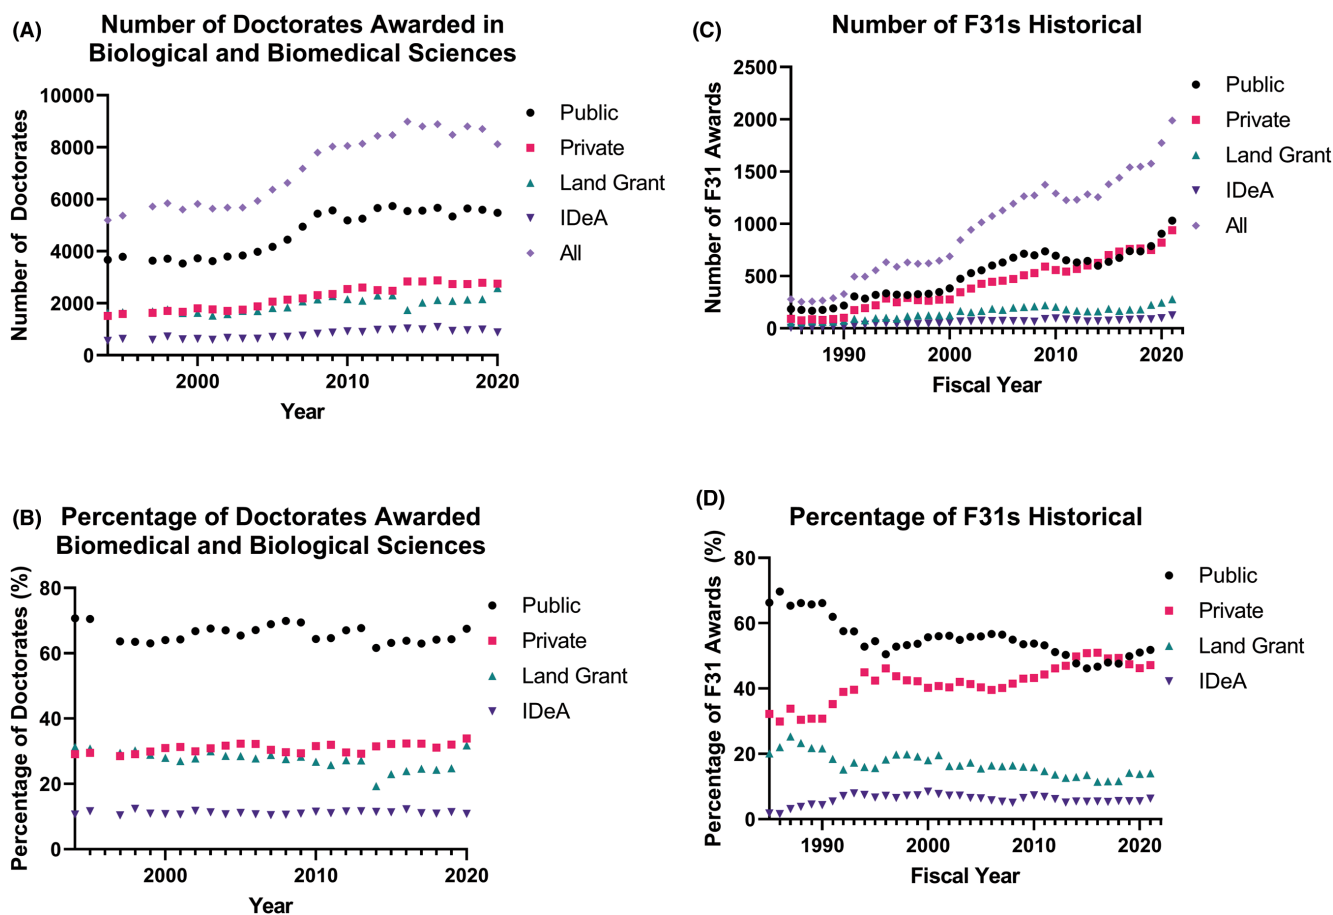 (A) Number of Doctorates Awarded in
Biological and Biomedical Sciences
Number of Doctorates
10000
8000
6000
4000
2000
0
2000 2010 2020
Year
Public
Private
Land Grant
IDeA
All
(C) Number of F31s Historical
Number of F31 Awards
2500
2000
1500
1000
500
0
1990 2000 2010 2020
Fiscal Year
Public
Private
Land Grant
IDeA
All
(B) Percentage of Doctorates Awarded
Biomedical and Biological Sciences
Percentage of Doctorates (%)
80
60
40
20
0
2000 2010 2020
Year
Public
Private
Land Grant
IDeA
(D) Percentage of F31s Historical
Percentage of F31 Awards (%)
80
60
40
20
0
1990 2000 2010 2020
Fiscal Year
Public
Private
Land Grant
IDeA